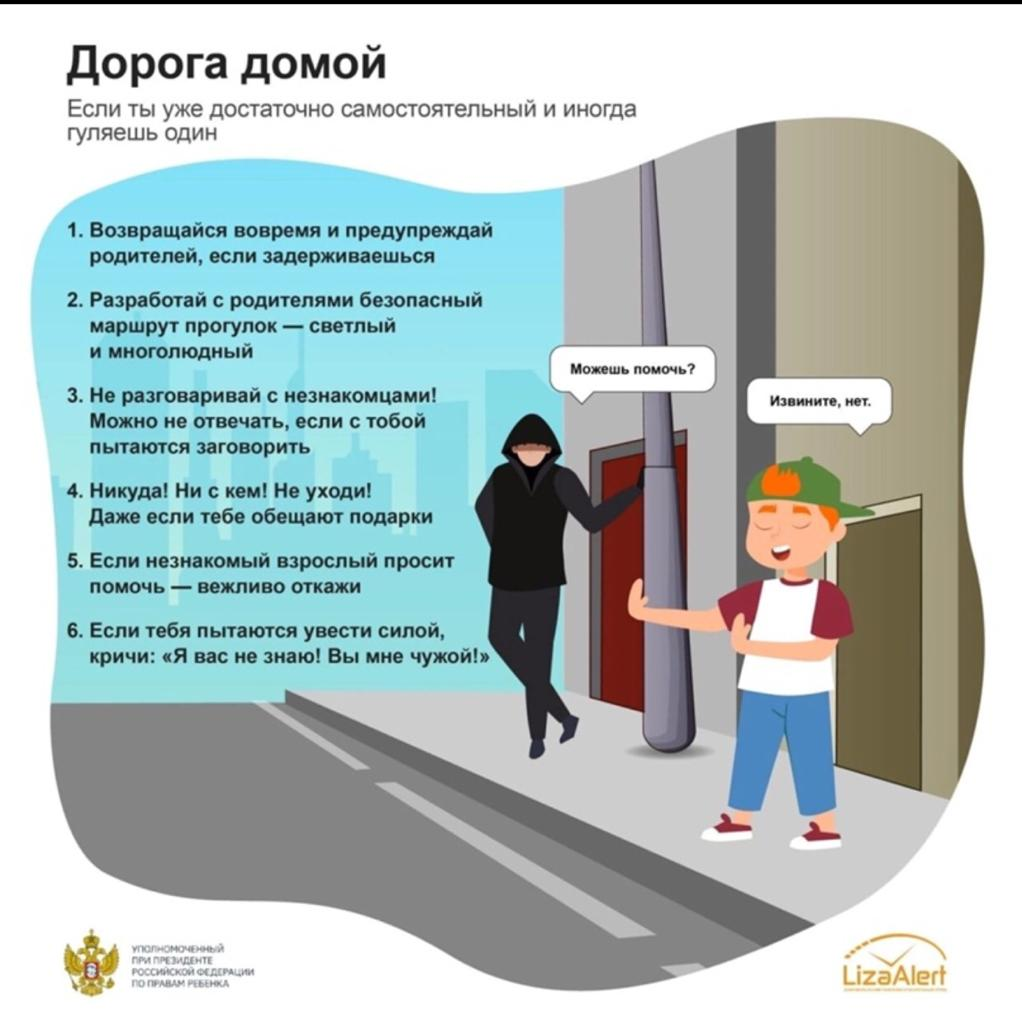 Дорога домой
Если ты уже достаточно самостоятельный и иногда
гуляешь один
1. Возвращайся вовремя и предупреждай
родителей, если задерживаешься
2. Разработай с родителями безопасный
маршрут прогулок — светлый
и многолюдный
3. Не разговаривай с незнакомцами!
Можно не отвечать, если с тобой
пытаются заговорить
4. Никуда! Ни с кем! Не уходи!
Даже если тебе обещают подарки
5. Если незнакомый взрослый просит
помочь — вежливо откажи
6. Если тебя пытаются увести силой,
кричи: «Я вас не знаю! Вы мне чужой!»
Можешь помочь?
Извините, нет.
УПОЛНОМОЧЕННЫЙ
ПРИ ПРЕЗИДЕНТЕ
РОССИЙСКОЙ ФЕДЕРАЦИИ
ПО ПРАВАМ РЕБЕНКА
LizaAlert